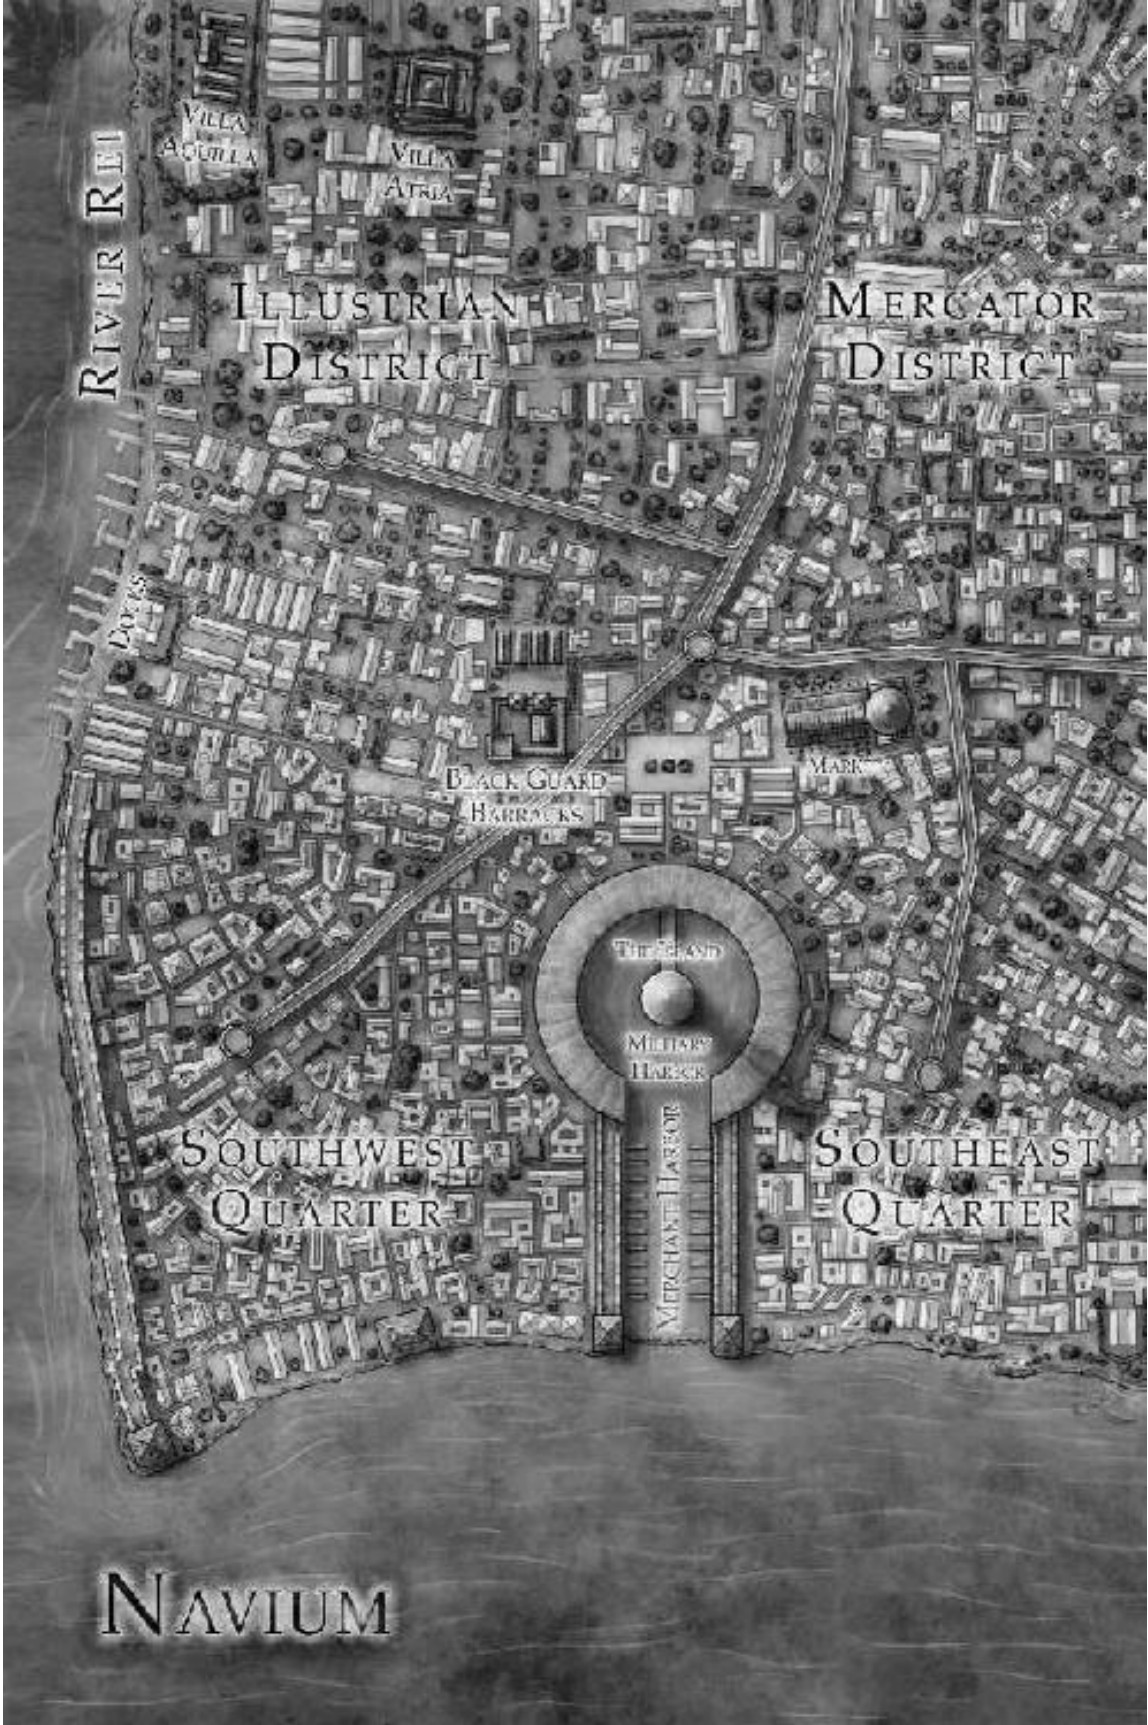 VILLA
AQUILLA
VILLA
ATRIA
RIVER REI
ILLUSTRIAN
DISTRICT
MERCATOR
DISTRICT
DOCKS
BLACK GUARD
BARRACKS
MARKET
THE ISLAND
MILITARY
HARBOR
MERCHANT HARBOR
SOUTHWEST
QUARTER
SOUTHEAST
QUARTER
NAVIUM